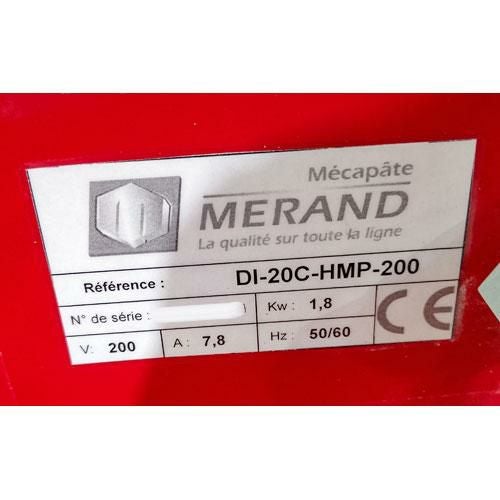 Mécapâte
MERAND
La qualité sur toute la ligne
Référence : DI-20C-HMP-200
N° de série : Kw : 1,8
V: 200 A : 7,8 Hz : 50/60
CE